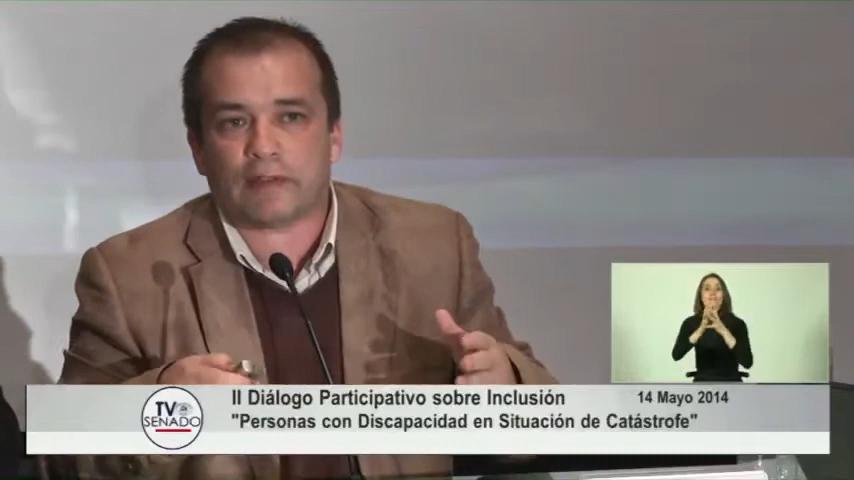 II Diálogo Participativo sobre Inclusión
14 Mayo 2014
"Personas con Discapacidad en Situación de Catástrofe"
TV
SENADO